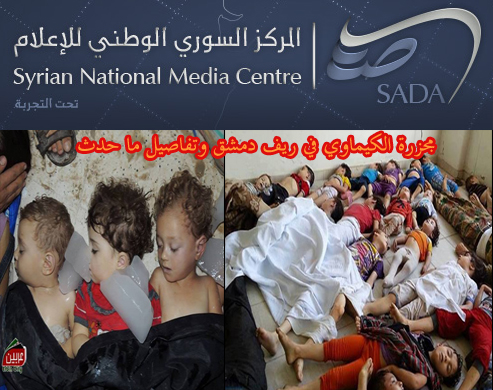 المركز السوري الوطني للإعلام
Syrian National Media Centre
تحت التجربة
SADA
مجزرة الكيماوي في ريف دمشق وتفاصيل ما حدث
عربين